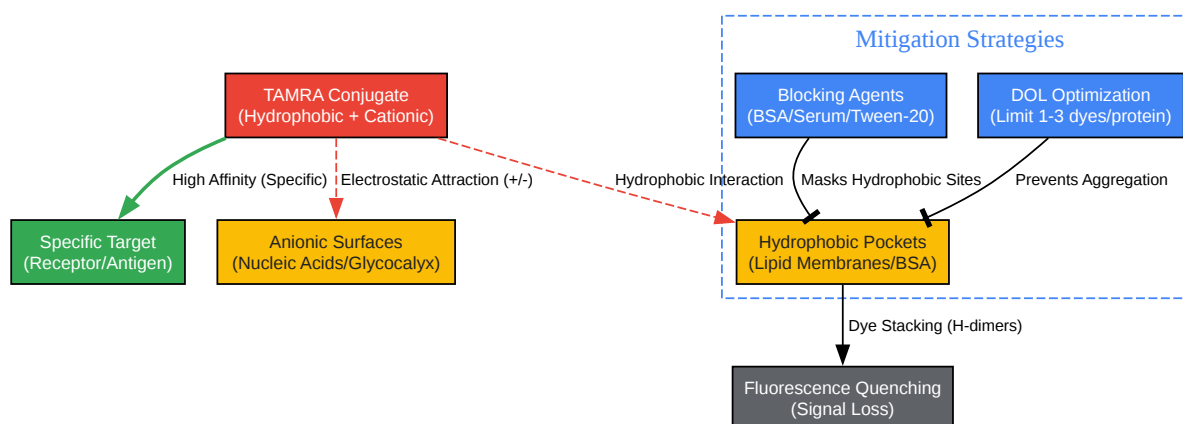 Mitigation Strategies
TAMRA Conjugate
(Hydrophobic + Cationic)
Blocking Agents
(BSA/Serum/Tween-20)
DOL Optimization
(Limit 1-3 dyes/protein)
High Affinity (Specific)
Electrostatic Attraction (+/-)
Hydrophobic Interaction
Masks Hydrophobic Sites
Prevents Aggregation
Specific Target
(Receptor/Antigen)
Anionic Surfaces
(Nucleic Acids/Glycocalyx)
Hydrophobic Pockets
(Lipid Membranes/BSA)
Dye Stacking (H-dimers)
Fluorescence Quenching
(Signal Loss)